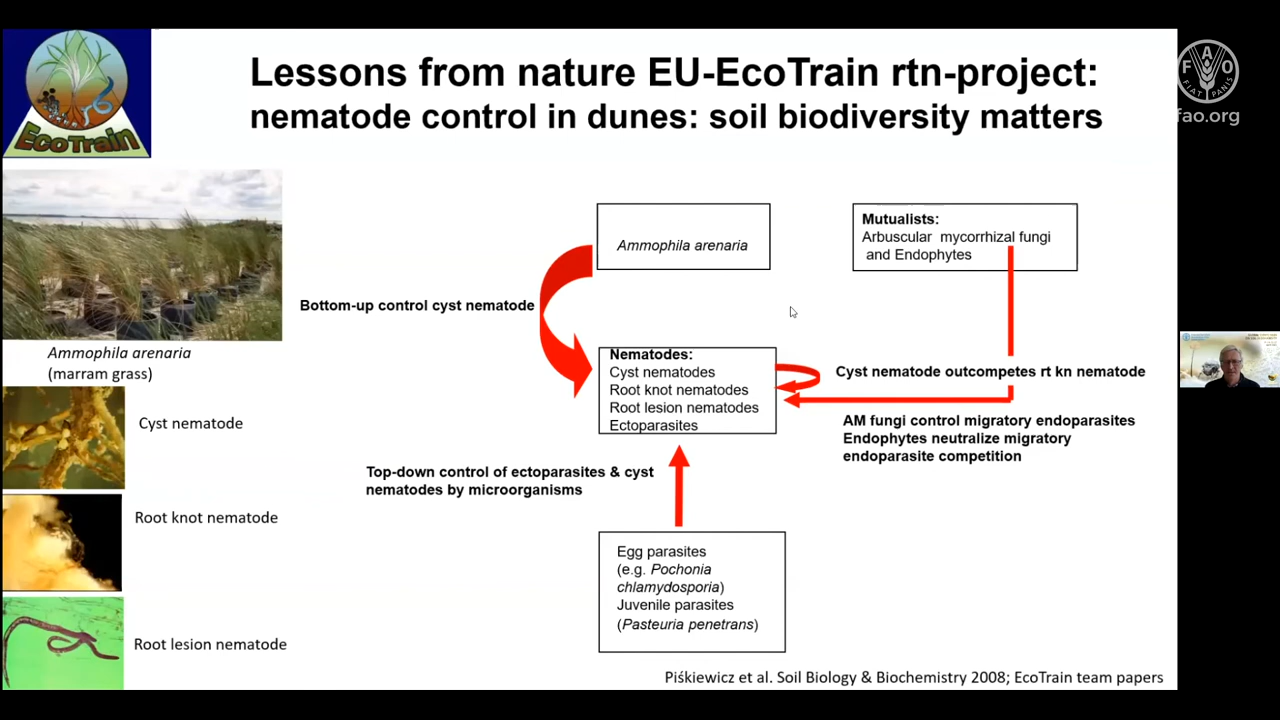 Lessons from nature EU-EcoTrain rtn-project:
nematode control in dunes: soil biodiversity matters
EcoTrain
F A O
FIAT PANIS
fao.org
Ammophila arenaria
(marram grass)
Cyst nematode
Root knot nematode
Root lesion nematode
Ammophila arenaria
Mutualists:
Arbuscular mycorrhizal fungi
and Endophytes
Bottom-up control cyst nematode
Nematodes:
Cyst nematodes
Root knot nematodes
Root lesion nematodes
Ectoparasites
Cyst nematode outcompetes rt kn nematode
AM fungi control migratory endoparasites
Endophytes neutralize migratory
endoparasite competition
Top-down control of ectoparasites & cyst
nematodes by microorganisms
Egg parasites
(e.g. Pochonia
chlamydosporia)
Juvenile parasites
(Pasteuria penetrans)
Piśkiewicz et al. Soil Biology & Biochemistry 2008; EcoTrain team papers